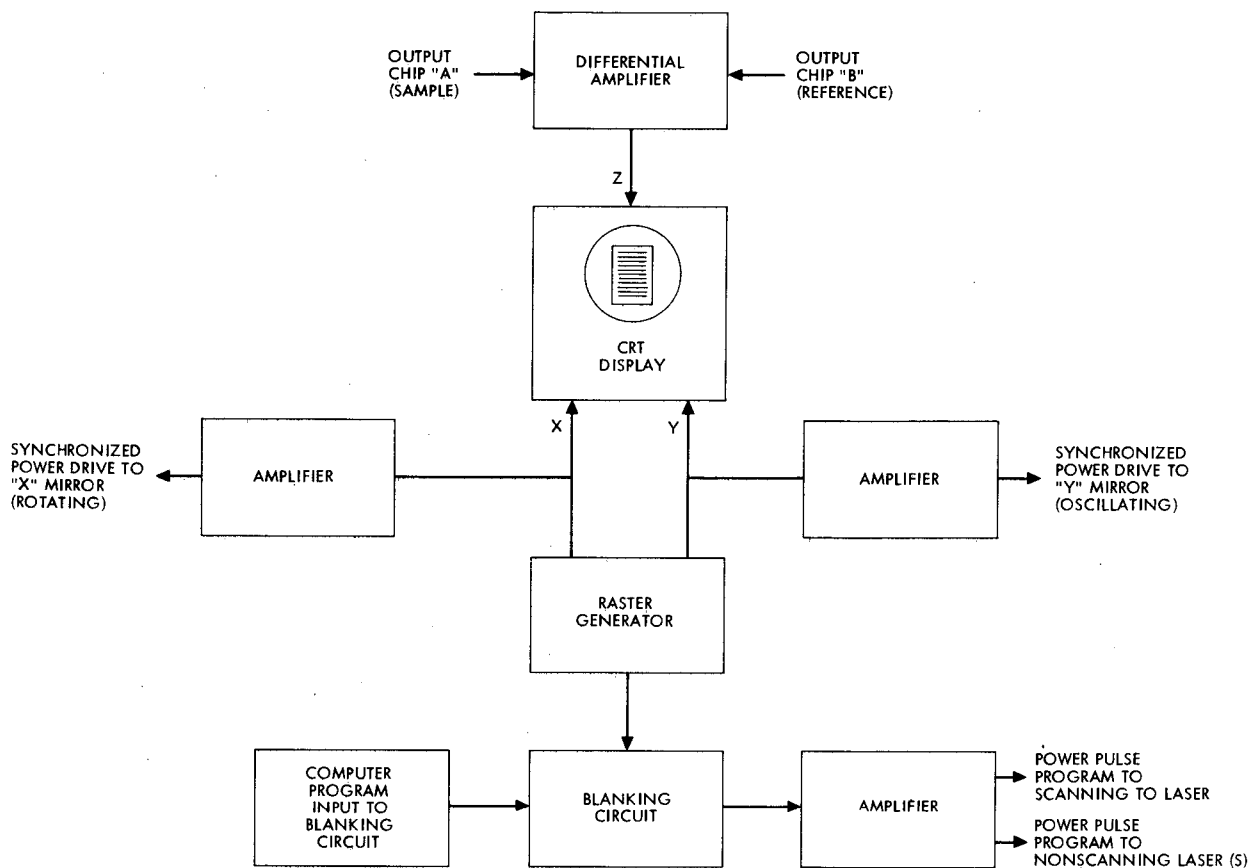 OUTPUT
CHIP "A"
(SAMPLE)
DIFFERENTIAL
AMPLIFIER
OUTPUT
CHIP "B"
(REFERENCE)
Z
CRT
DISPLAY
X
Y
SYNCHRONIZED
POWER DRIVE TO
"X" MIRROR
(ROTATING)
AMPLIFIER
AMPLIFIER
SYNCHRONIZED
POWER DRIVE TO
"Y" MIRROR
(OSCILLATING)
RASTER
GENERATOR
COMPUTER
PROGRAM
INPUT TO
BLANKING
CIRCUIT
BLANKING
CIRCUIT
AMPLIFIER
POWER PULSE
PROGRAM TO
SCANNING TO LASER
POWER PULSE
PROGRAM TO
NONSCANNING LASER (S)